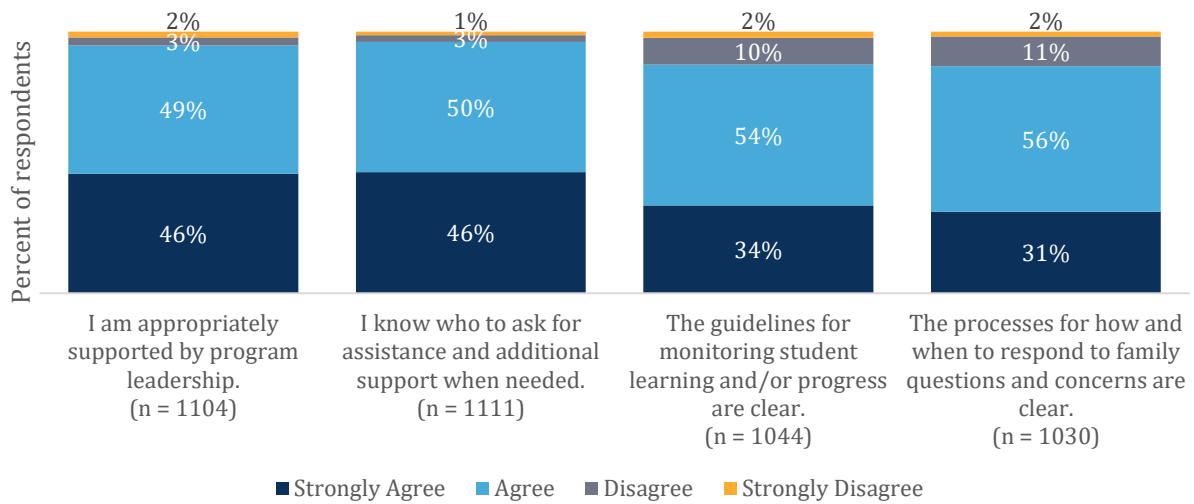 2%
1%
2%
2%
3%
3%
10%
11%
49%
50%
54%
56%
46%
46%
34%
31%
Percent of respondents
I am appropriately
supported by program
leadership.
(n = 1104)
I know who to ask for
assistance and additional
support when needed.
(n = 1111)
The guidelines for
monitoring student
learning and/or progress
are clear.
(n = 1044)
The processes for how and
when to respond to family
questions and concerns are
clear.
(n = 1030)
Strongly Agree Agree Disagree Strongly Disagree